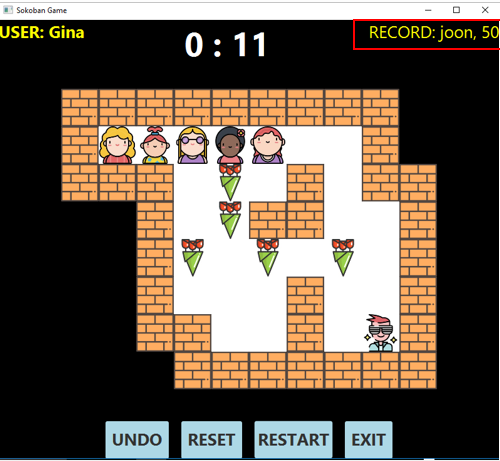 Sokoban Game
USER: Gina
0 : 11
RECORD: joon, 50
UNDO
RESET
RESTART
EXIT